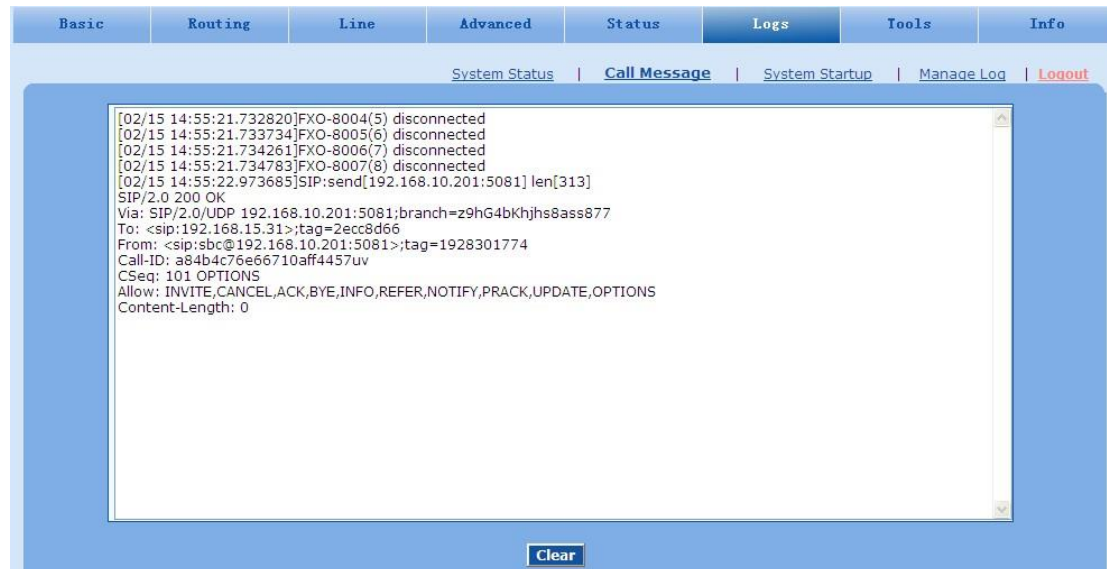 Basic Routing Line Advanced Status Logs Tools Info
System Status | Call Message | System Startup | Manage Log | Logout
[02/15 14:55:21.732820]FXO-8004(5) disconnected
[02/15 14:55:21.733734]FXO-8005(6) disconnected
[02/15 14:55:21.734261]FXO-8006(7) disconnected
[02/15 14:55:21.734783]FXO-8007(8) disconnected
[02/15 14:55:22.973685]SIP:send[192.168.10.201:5081] len[313]
SIP/2.0 200 OK
Via: SIP/2.0/UDP 192.168.10.201:5081;branch=z9hG4bKhjhs8ass877
To: <sip:192.168.15.31>;tag=2ecc8d66
From: <sip:sbc@192.168.10.201:5081>;tag=1928301774
Call-ID: a84b4c76e66710aff4457uv
CSeq: 101 OPTIONS
Allow: INVITE,CANCEL,ACK,BYE,INFO,REFER,NOTIFY,PRACK,UPDATE,OPTIONS
Content-Length: 0
Clear